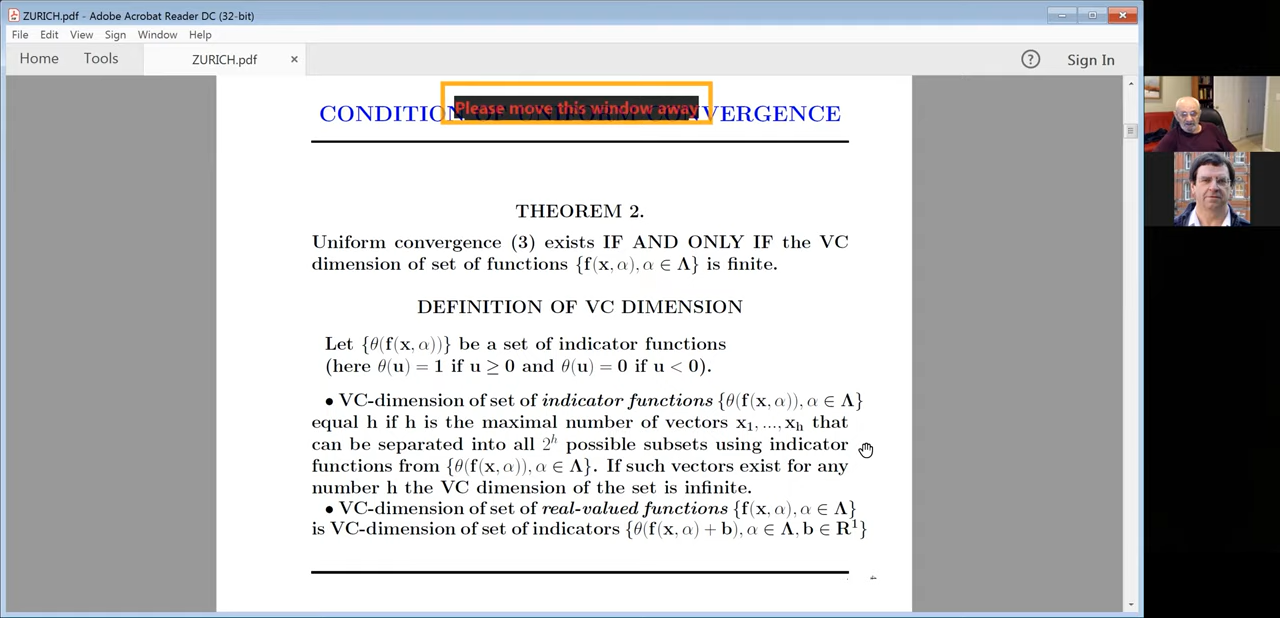 ZURICH.pdf - Adobe Acrobat Reader DC (32-bit)
File Edit View Sign Window Help
Home Tools ZURICH.pdf × ? Sign In
Please move this window away
CONDITION VERGENCE
THEOREM 2.
Uniform convergence (3) exists IF AND ONLY IF the VC
dimension of set of functions {f(x, α), α ∈ Λ} is finite.
DEFINITION OF VC DIMENSION
Let {θ(f(x, α))} be a set of indicator functions
(here θ(u) = 1 if u ≥ 0 and θ(u) = 0 if u < 0).
• VC-dimension of set of indicator functions {θ(f(x, α)), α ∈ Λ}
equal h if h is the maximal number of vectors x₁, ..., xₕ that
can be separated into all 2ʰ possible subsets using indicator
functions from {θ(f(x, α)), α ∈ Λ}. If such vectors exist for any
number h the VC dimension of the set is infinite.
• VC-dimension of set of real-valued functions {f(x, α), α ∈ Λ}
is VC-dimension of set of indicators {θ(f(x, α) + b), α ∈ Λ, b ∈ R¹}